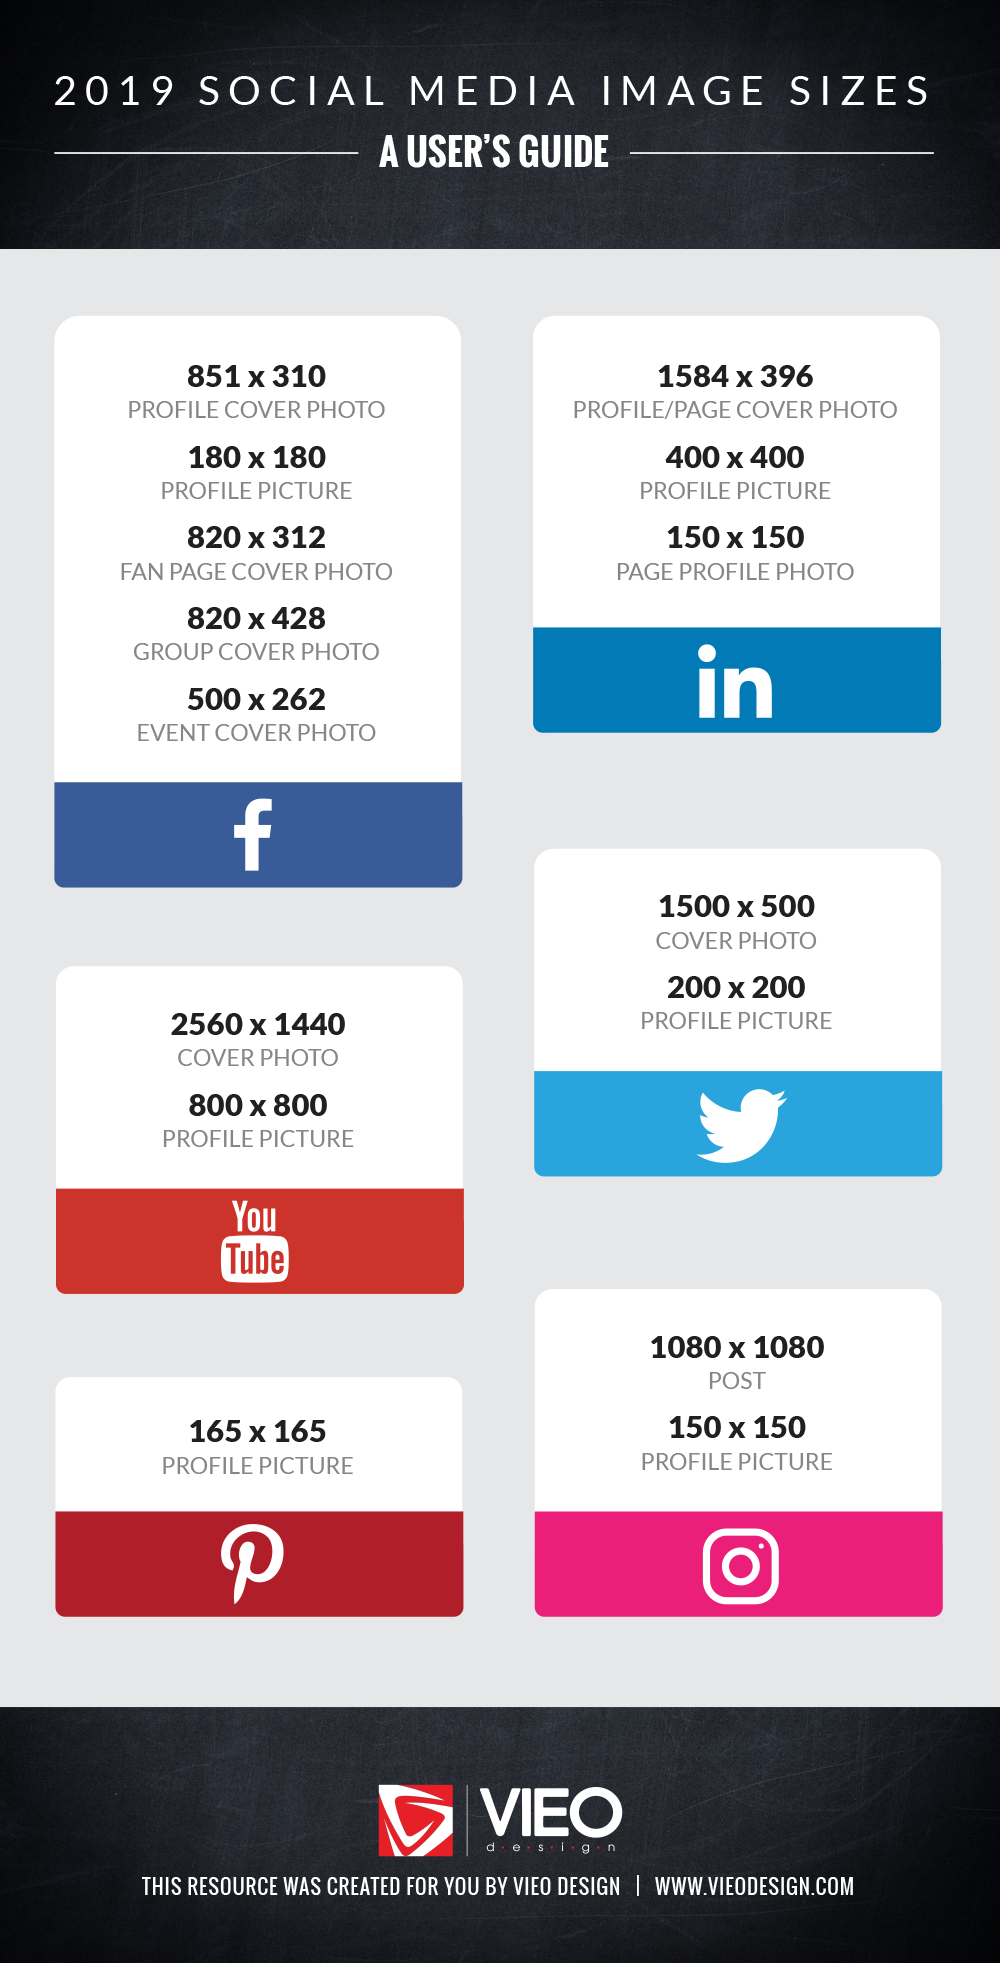 2019 SOCIAL MEDIA IMAGE SIZES
A USER'S GUIDE
851 x 310
PROFILE COVER PHOTO
180 x 180
PROFILE PICTURE
820 x 312
FAN PAGE COVER PHOTO
820 x 428
GROUP COVER PHOTO
500 x 262
EVENT COVER PHOTO
f
1584 x 396
PROFILE/PAGE COVER PHOTO
400 x 400
PROFILE PICTURE
150 x 150
PAGE PROFILE PHOTO
in
2560 x 1440
COVER PHOTO
800 x 800
PROFILE PICTURE
You
Tube
1500 x 500
COVER PHOTO
200 x 200
PROFILE PICTURE
165 x 165
PROFILE PICTURE
1080 x 1080
POST
150 x 150
PROFILE PICTURE
VIEO
d·e·s·i·g·n
THIS RESOURCE WAS CREATED FOR YOU BY VIEO DESIGN | WWW.VIEODESIGN.COM